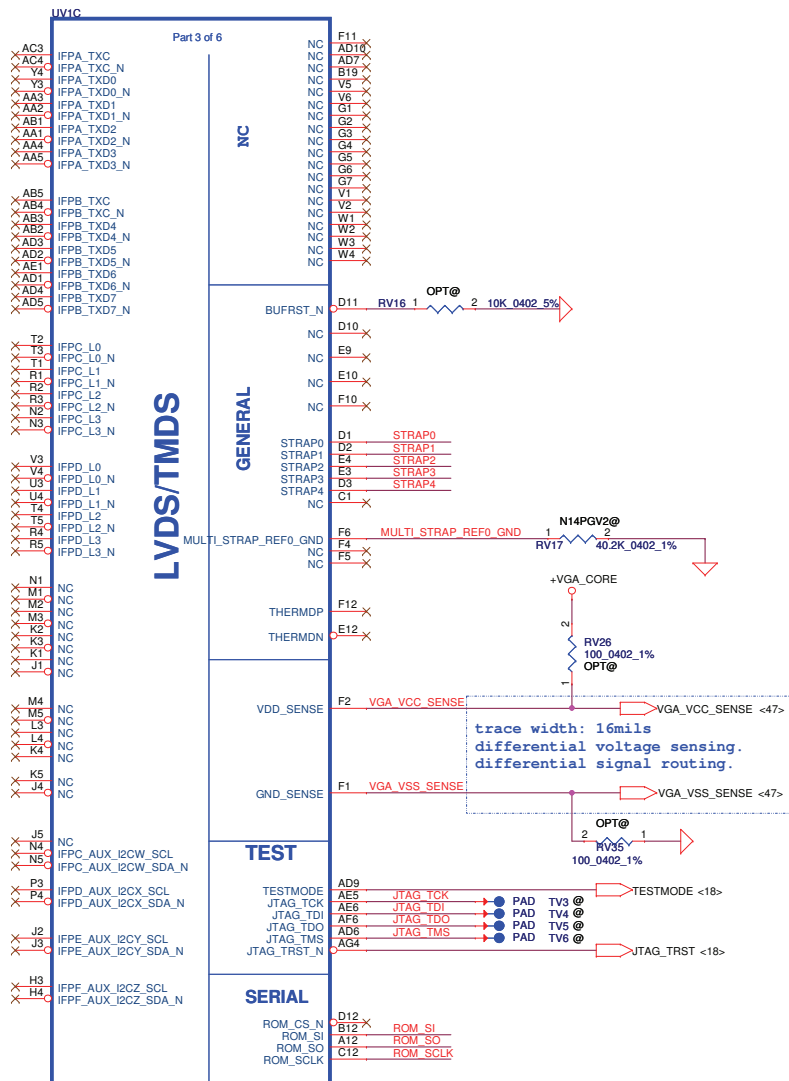 UV1C
Part 3 of 6
LVDS/TMDS
AC3 IFPA_TXC
AC4 IFPA_TXC_N
Y4 IFPA_TXD0
Y3 IFPA_TXD0_N
AA3 IFPA_TXD1
AA2 IFPA_TXD1_N
AB1 IFPA_TXD2
AA1 IFPA_TXD2_N
AA4 IFPA_TXD3
AA5 IFPA_TXD3_N
AB5 IFPB_TXC
AB4 IFPB_TXC_N
AB3 IFPB_TXD4
AB2 IFPB_TXD4_N
AD3 IFPB_TXD5
AD2 IFPB_TXD5_N
AE1 IFPB_TXD6
AD1 IFPB_TXD6_N
AD4 IFPB_TXD7
AD5 IFPB_TXD7_N
T2 IFPC_L0
T3 IFPC_L0_N
T1 IFPC_L1
R1 IFPC_L1_N
R2 IFPC_L2
R3 IFPC_L2_N
N2 IFPC_L3
N3 IFPC_L3_N
V3 IFPD_L0
V4 IFPD_L0_N
U3 IFPD_L1
U4 IFPD_L1_N
T4 IFPD_L2
T5 IFPD_L2_N
R4 IFPD_L3
R5 IFPD_L3_N
N1 NC
M1 NC
M2 NC
M3 NC
K2 NC
K3 NC
K1 NC
J1 NC
M4 NC
M5 NC
L3 NC
L4 NC
K4 NC
K5 NC
J4 NC
J5 NC
N4 IFPC_AUX_I2CW_SCL
N5 IFPC_AUX_I2CW_SDA_N
P3 IFPD_AUX_I2CX_SCL
P4 IFPD_AUX_I2CX_SDA_N
J2 IFPE_AUX_I2CY_SCL
J3 IFPE_AUX_I2CY_SDA_N
H3 IFPF_AUX_I2CZ_SCL
H4 IFPF_AUX_I2CZ_SDA_N
NC
NC F11
NC AD10
NC AD7
NC B19
NC V5
NC V6
NC G1
NC G2
NC G3
NC G4
NC G5
NC G6
NC G7
NC V1
NC V2
NC W1
NC W2
NC W3
NC W4
GENERAL
OPT@
BUFRST_N D11 RV16 1 2 10K_0402_5%
NC D10
NC E9
NC E10
NC F10
STRAP0 D1 STRAP0
STRAP1 D2 STRAP1
STRAP2 E4 STRAP2
STRAP3 E3 STRAP3
STRAP4 D3 STRAP4
NC C1
N14PGV2@
MULTI_STRAP_REF0_GND F6 MULTI_STRAP_REF0_GND 1 2
RV17 40.2K_0402_1%
NC F4
NC F5
+VGA_CORE
THERMDP F12
THERMDN E12
2
RV26
100_0402_1%
OPT@
1
VDD_SENSE F2 VGA_VCC_SENSE VGA_VCC_SENSE <47>
trace width: 16mils
differential voltage sensing.
differential signal routing.
GND_SENSE F1 VGA_VSS_SENSE VGA_VSS_SENSE <47>
OPT@
2 1
RV35
100_0402_1%
TEST
TESTMODE AD9 TESTMODE <18>
JTAG_TCK AE5 JTAG_TCK PAD TV3 @
JTAG_TDI AE6 JTAG_TDI PAD TV4 @
JTAG_TDO AF6 JTAG_TDO PAD TV5 @
JTAG_TMS AD6 JTAG_TMS PAD TV6 @
JTAG_TRST_N AG4 JTAG_TRST <18>
SERIAL
ROM_CS_N D12
ROM_SI B12 ROM_SI
ROM_SO A12 ROM_SO
ROM_SCLK C12 ROM_SCLK